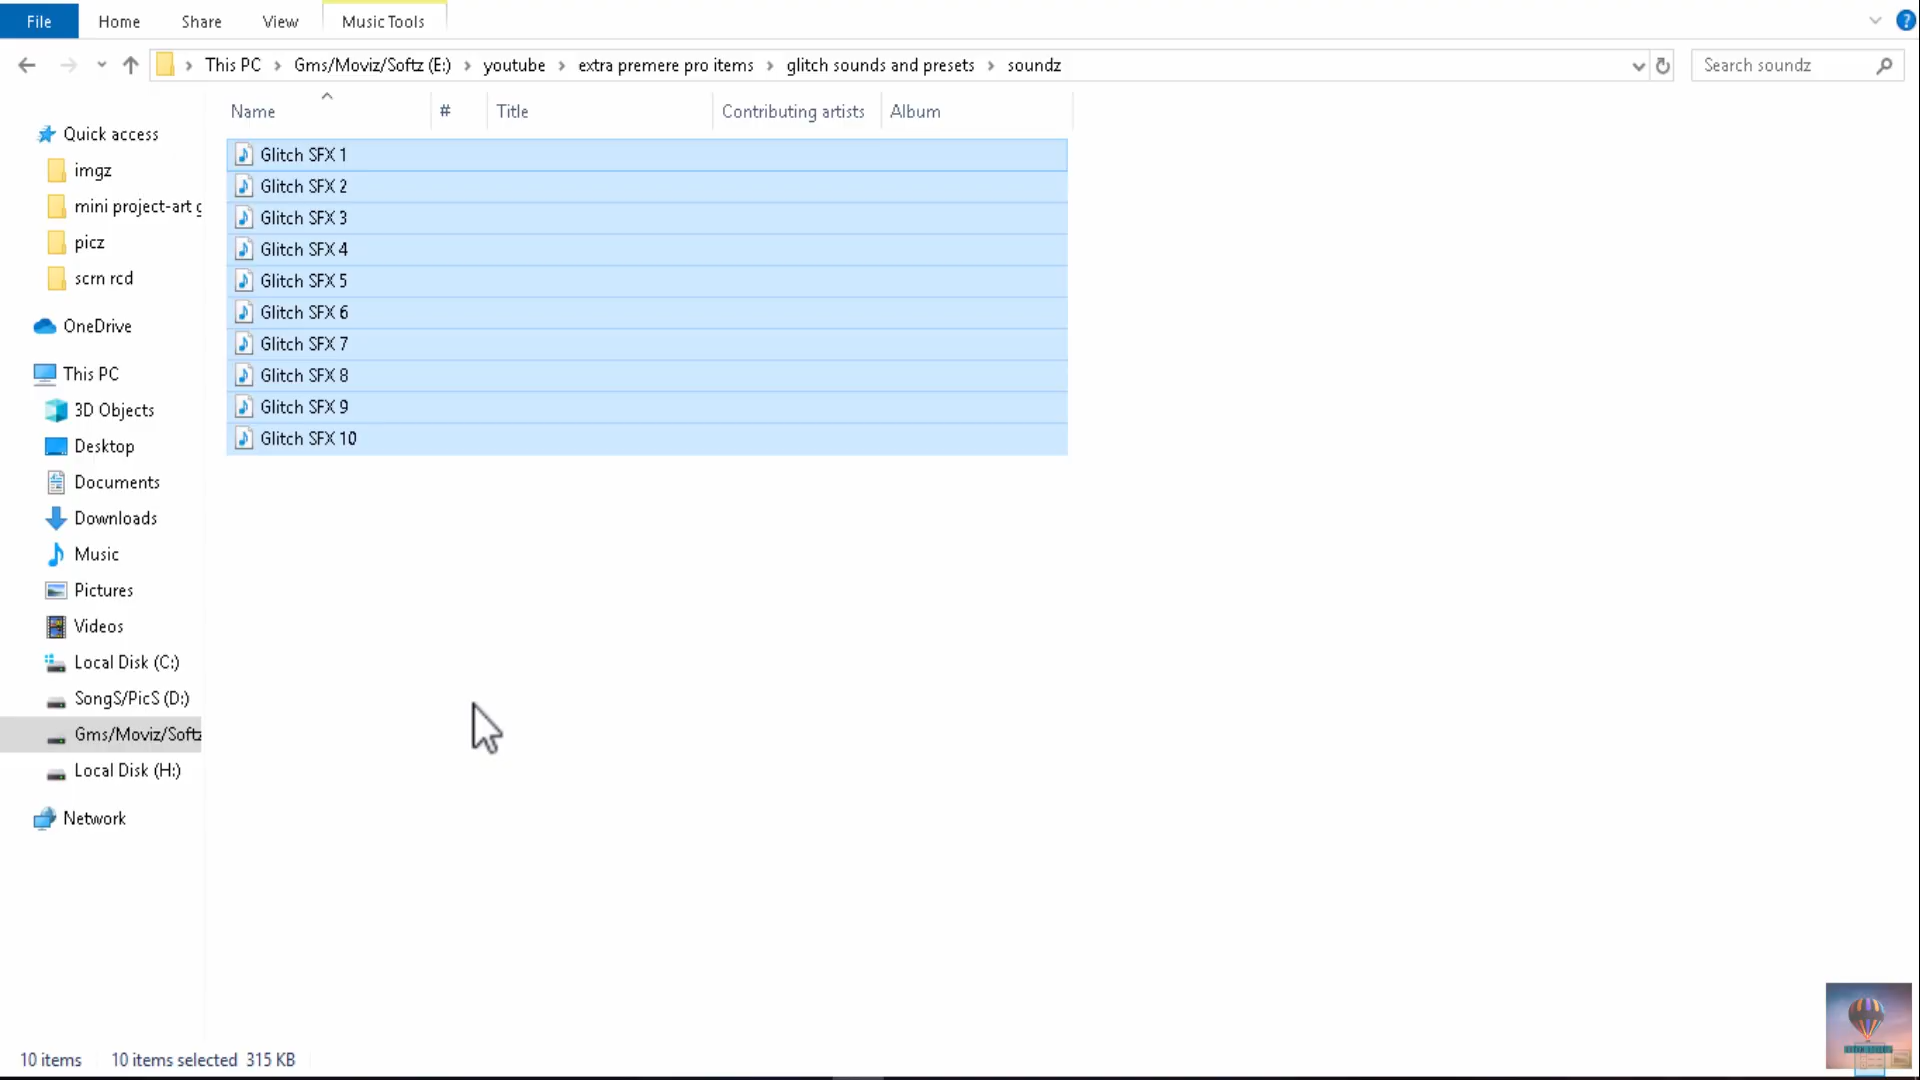 File Home Share View Music Tools
This PC Gms/Moviz/Softz (E:) youtube extra premere pro items glitch sounds and presets soundz Search soundz
Name # Title Contributing artists Album
Quick access
imgz
mini project-art g
picz
scrn rcd
OneDrive
This PC
3D Objects
Desktop
Documents
Downloads
Music
Pictures
Videos
Local Disk (C:)
SongS/PicS (D:)
Gms/Moviz/Softz
Local Disk (H:)
Network
Glitch SFX 1
Glitch SFX 2
Glitch SFX 3
Glitch SFX 4
Glitch SFX 5
Glitch SFX 6
Glitch SFX 7
Glitch SFX 8
Glitch SFX 9
Glitch SFX 10
10 items 10 items selected 315 KB